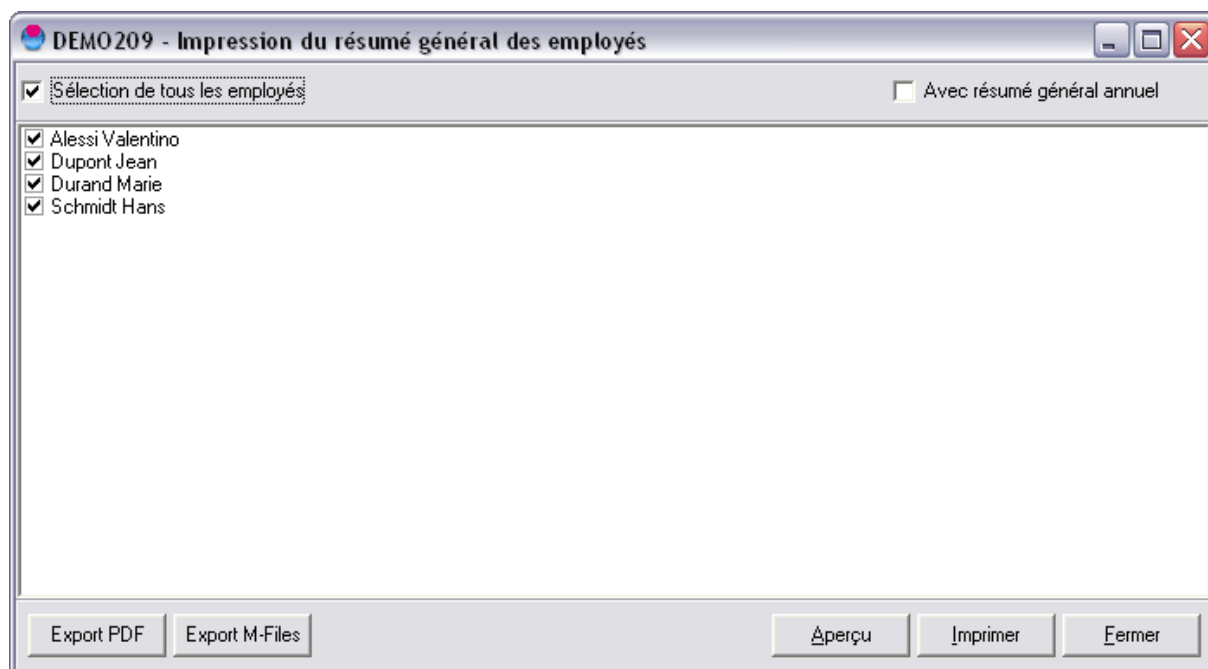 DEMO209 - Impression du résumé général des employés
Sélection de tous les employés
Avec résumé général annuel
Alessi Valentino
Dupont Jean
Durand Marie
Schmidt Hans
Export PDF
Export M-Files
Aperçu
Imprimer
Fermer